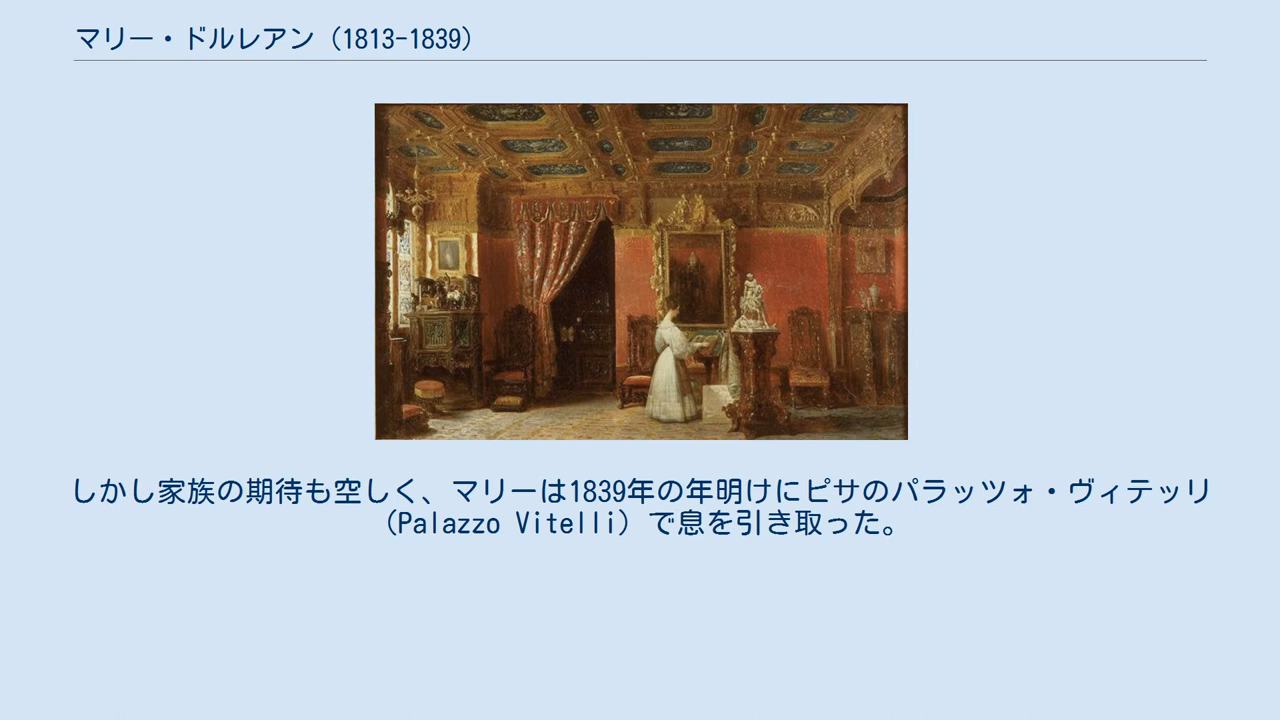 マリー・ドルレアン（1813-1839）
しかし家族の期待も空しく、マリーは1839年の年明けにピサのパラッツォ・ヴィテッリ
（Palazzo Vitelli）で息を引き取った。